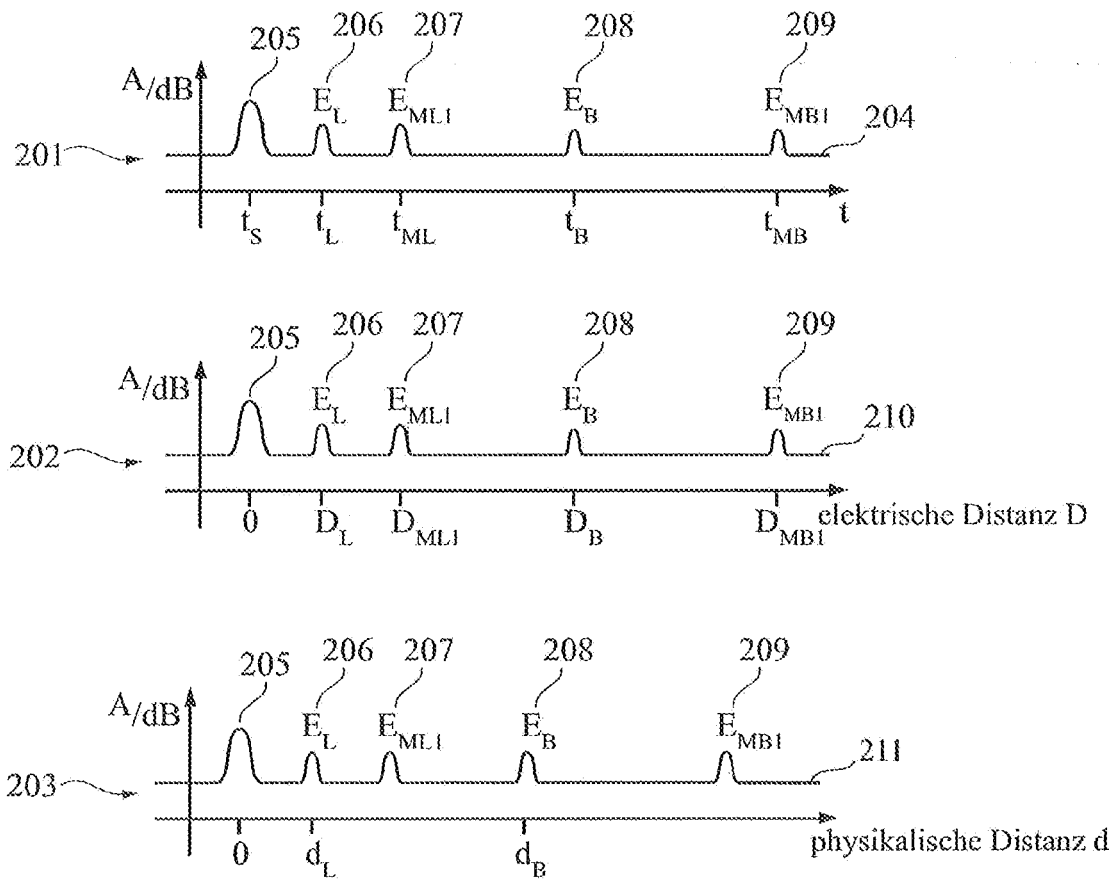 205 206 207 208 209
A/dB E_L E_ML1 E_B E_MB1 204
201
t_S t_L t_ML t_B t_MB t
205 206 207 208 209
A/dB E_L E_ML1 E_B E_MB1 210
202
0 D_L D_ML1 D_B D_MB1 elektrische Distanz D
205 206 207 208 209
A/dB E_L E_ML1 E_B E_MB1 211
203
0 d_L d_B physikalische Distanz d